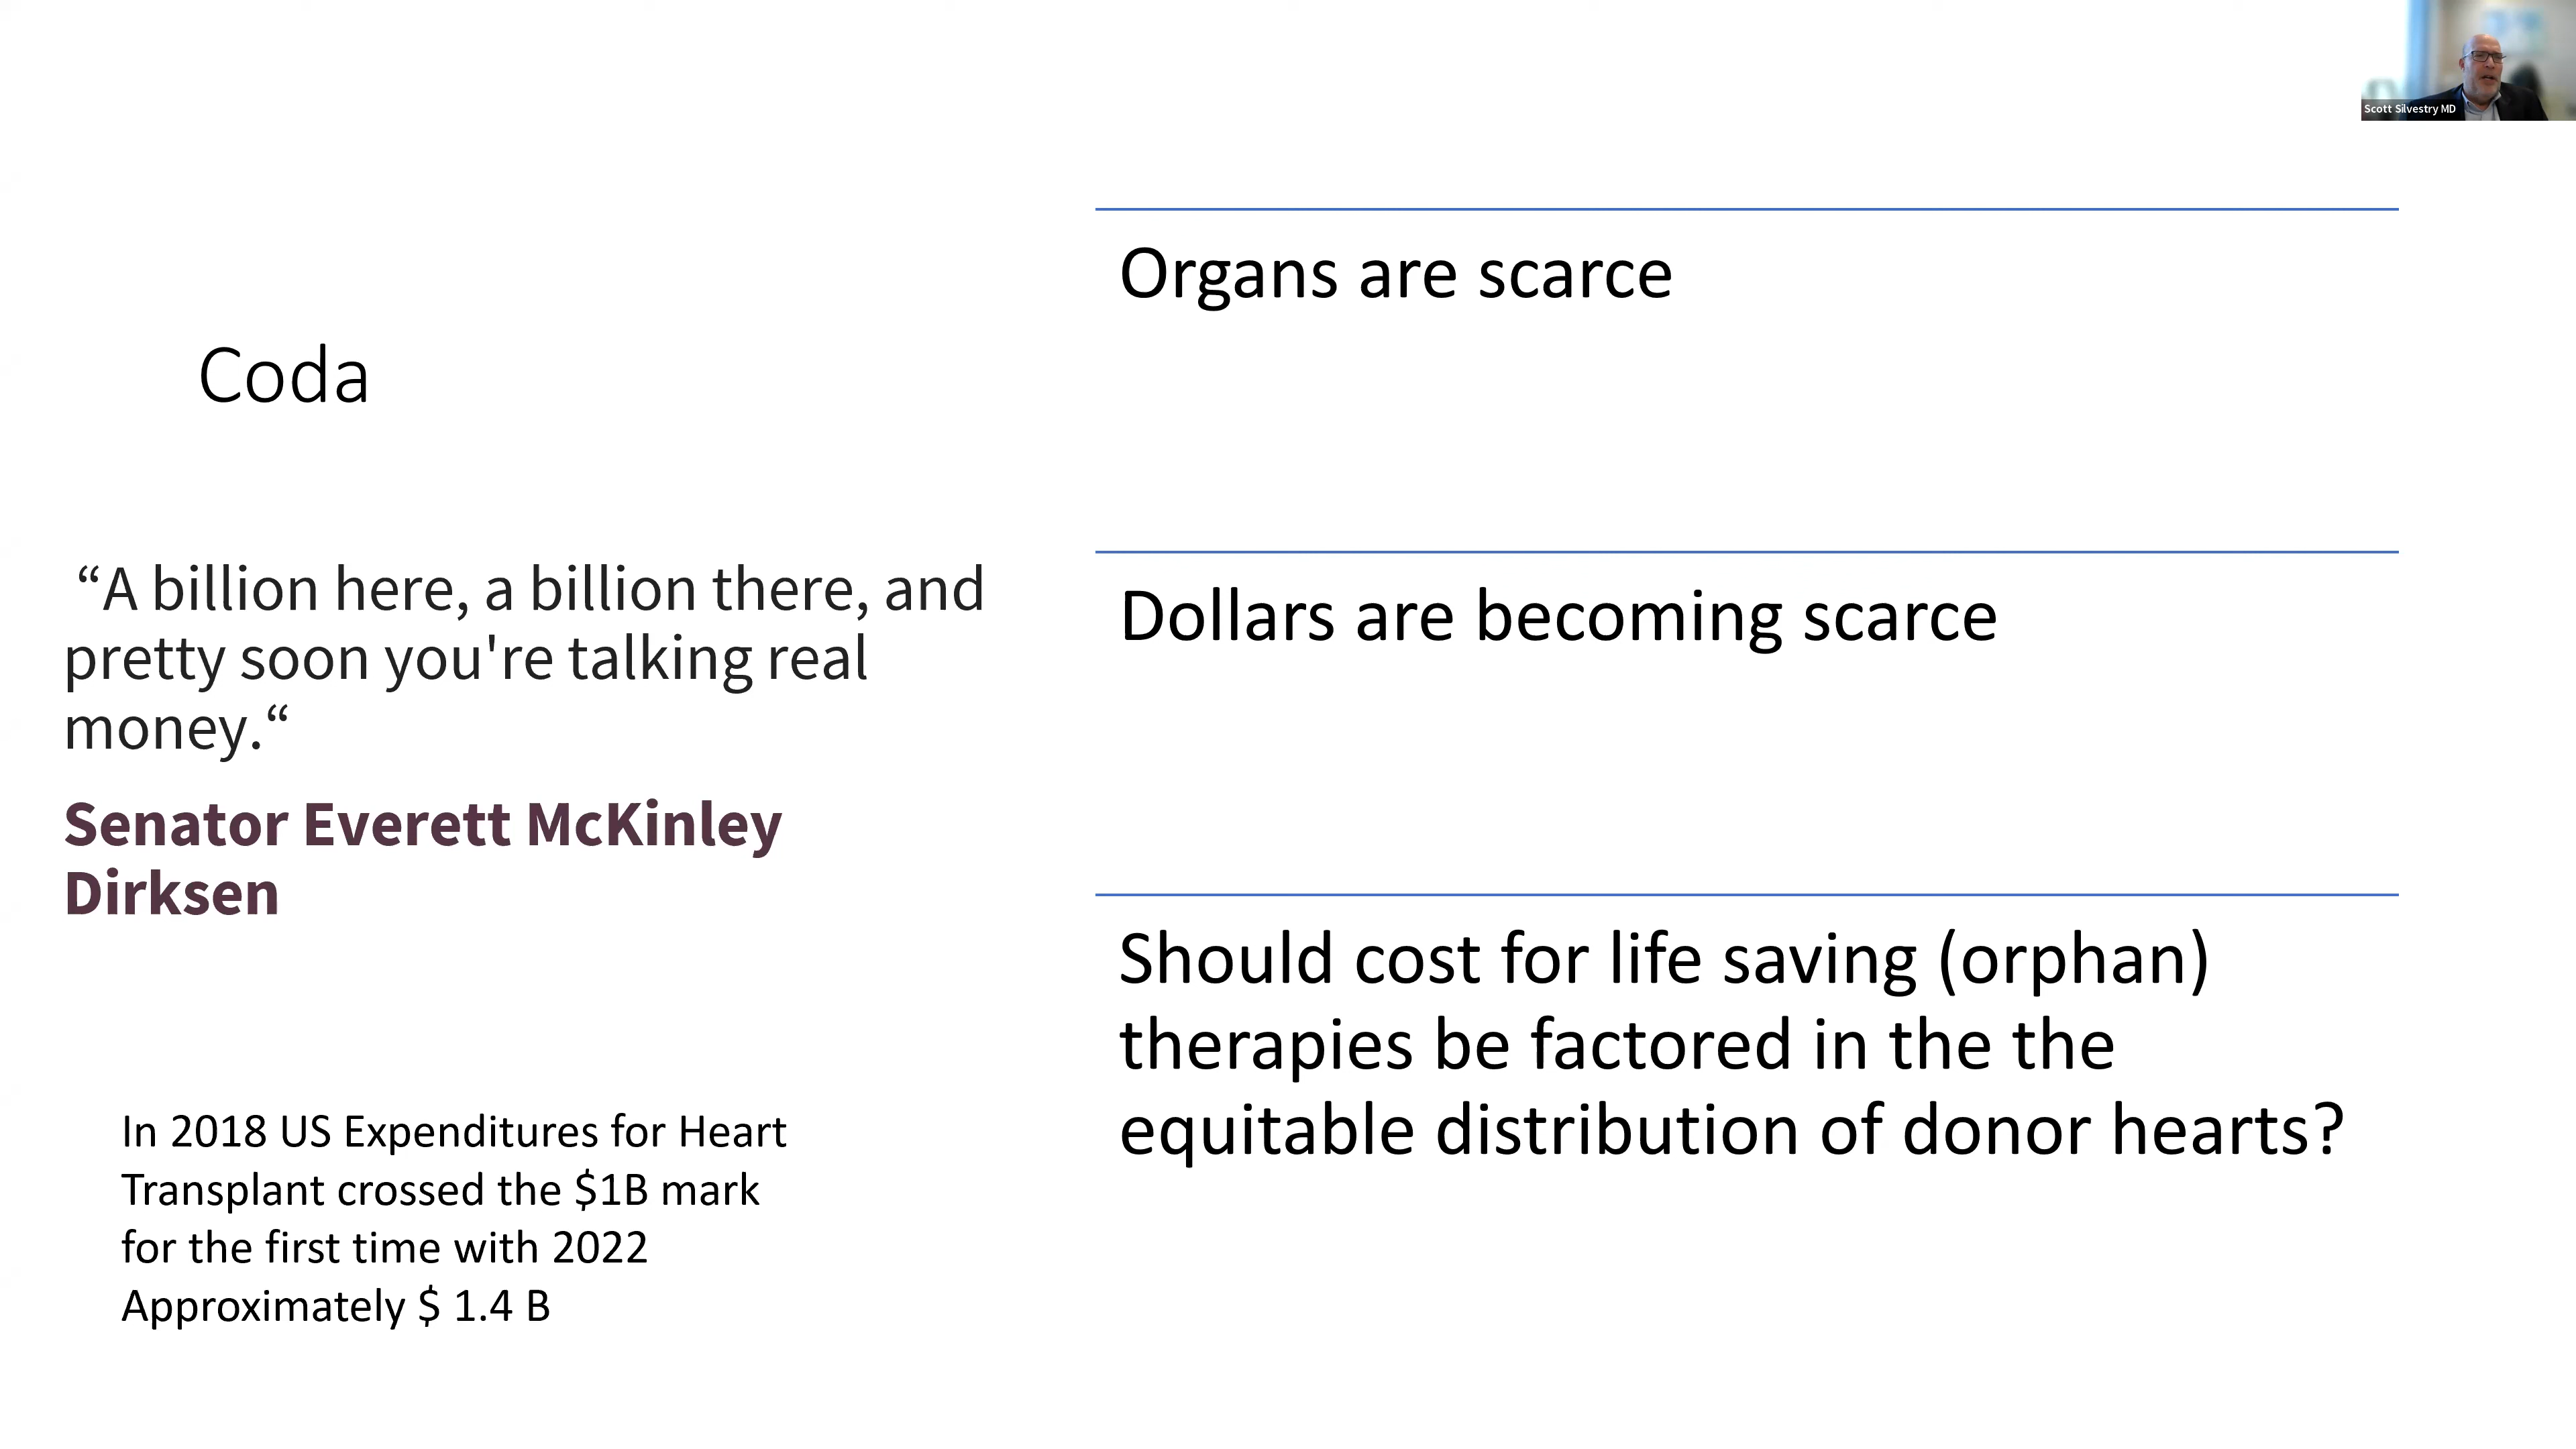 Scott Silvestry MD
Coda
“A billion here, a billion there, and
pretty soon you're talking real
money.“
Senator Everett McKinley
Dirksen
In 2018 US Expenditures for Heart
Transplant crossed the $1B mark
for the first time with 2022
Approximately $ 1.4 B
Organs are scarce
Dollars are becoming scarce
Should cost for life saving (orphan)
therapies be factored in the the
equitable distribution of donor hearts?